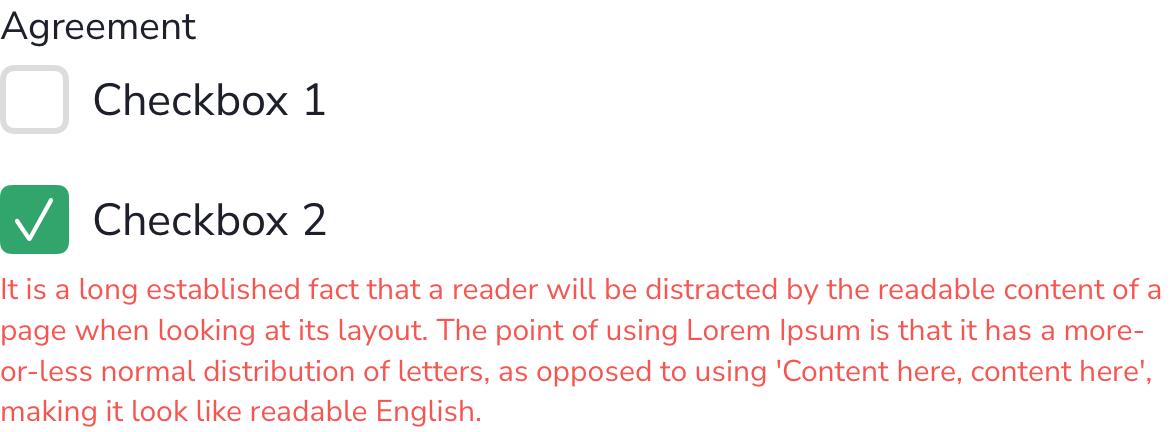 Agreement
Checkbox 1
Checkbox 2
It is a long established fact that a reader will be distracted by the readable content of a
page when looking at its layout. The point of using Lorem Ipsum is that it has a more-
or-less normal distribution of letters, as opposed to using 'Content here, content here',
making it look like readable English.